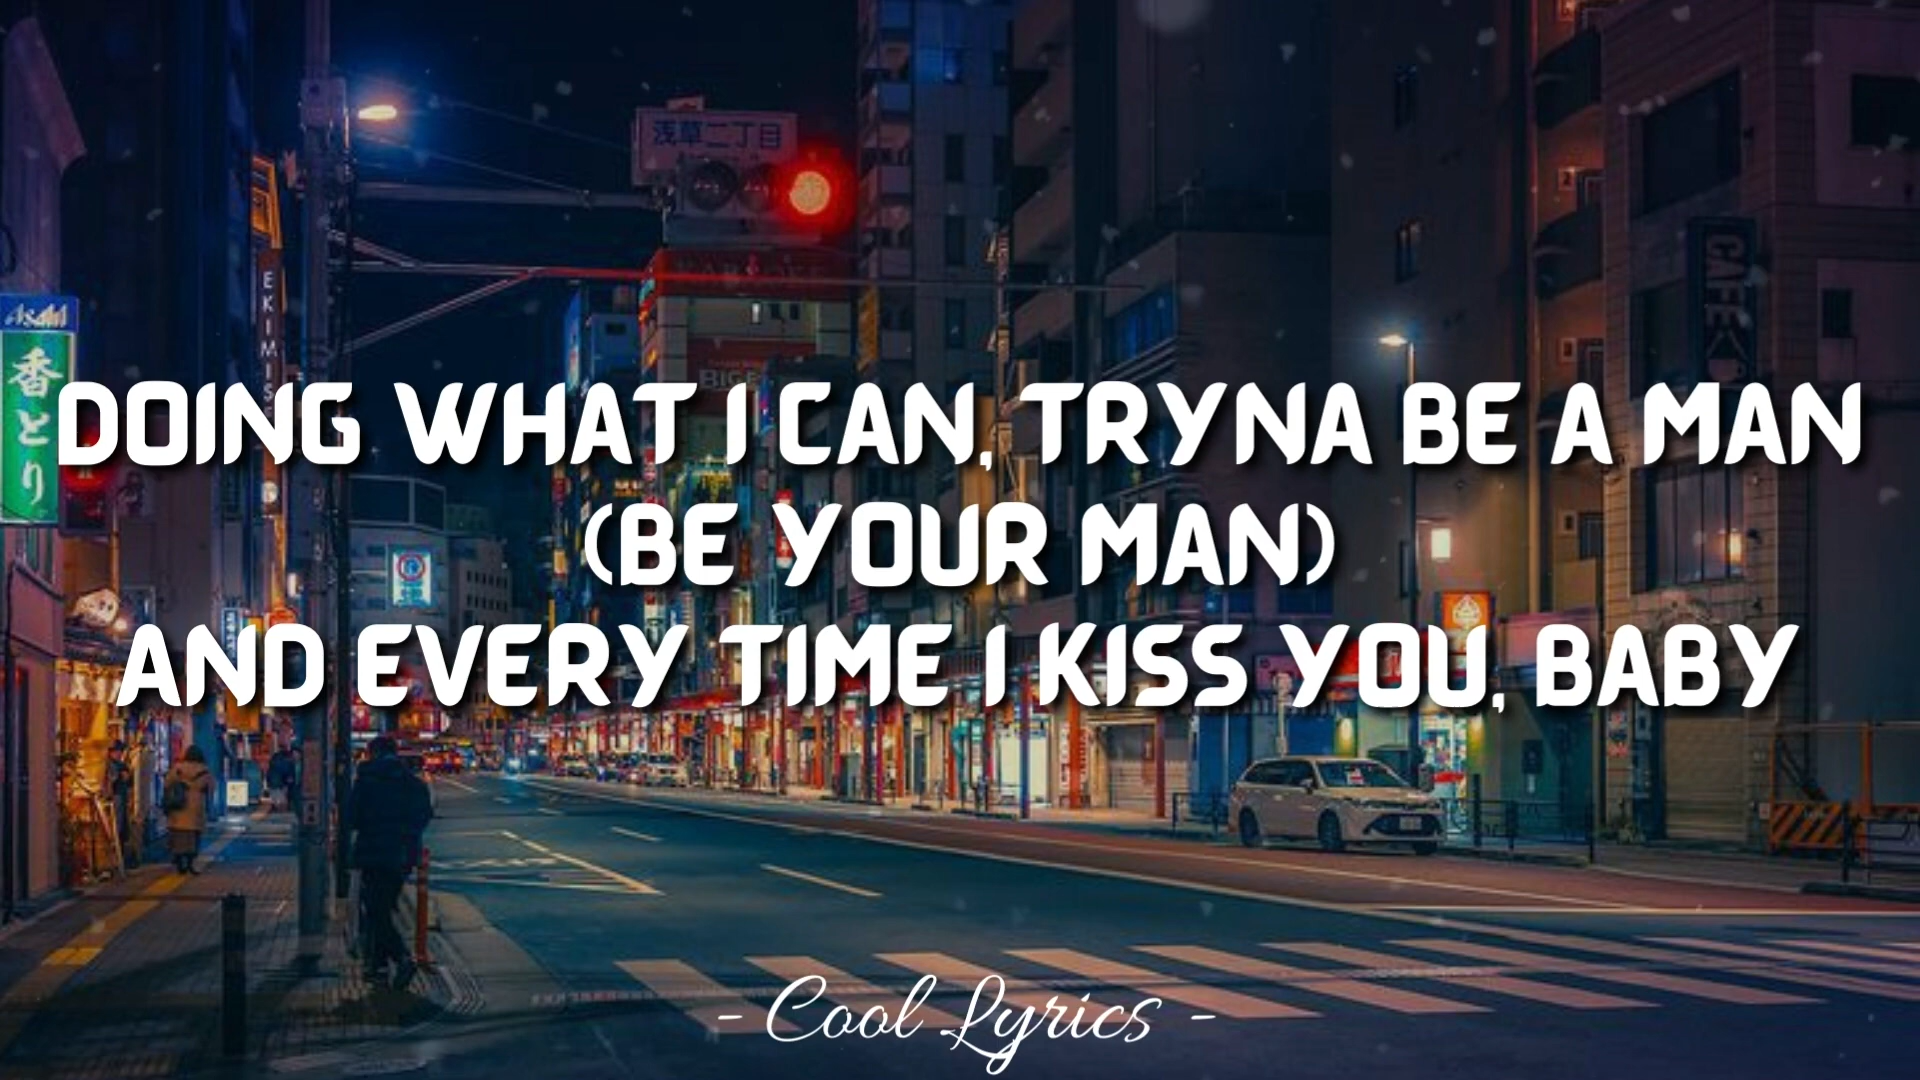 浅草二丁目
EKIMISE
Asahi
香とり
BIGE
DOING WHAT I CAN, TRYNA BE A MAN
(BE YOUR MAN)
AND EVERY TIME I KISS YOU, BABY
- Cool Lyrics -